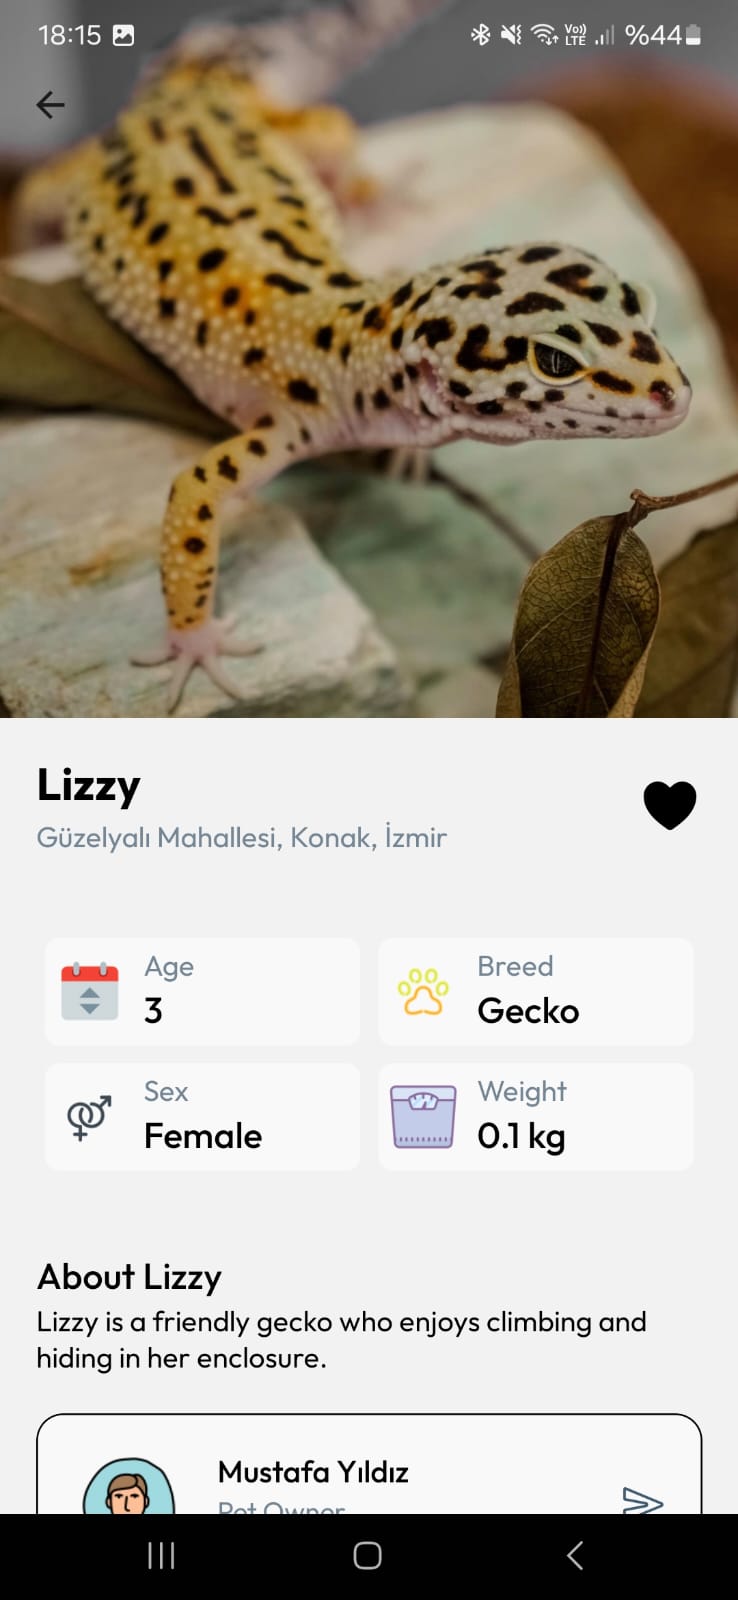 18:15
Vo))
LTE
%44
Lizzy
Güzelyalı Mahallesi, Konak, İzmir
Age
3
Breed
Gecko
Sex
Female
Weight
0.1 kg
About Lizzy
Lizzy is a friendly gecko who enjoys climbing and
hiding in her enclosure.
Mustafa Yıldız
Pet Owner